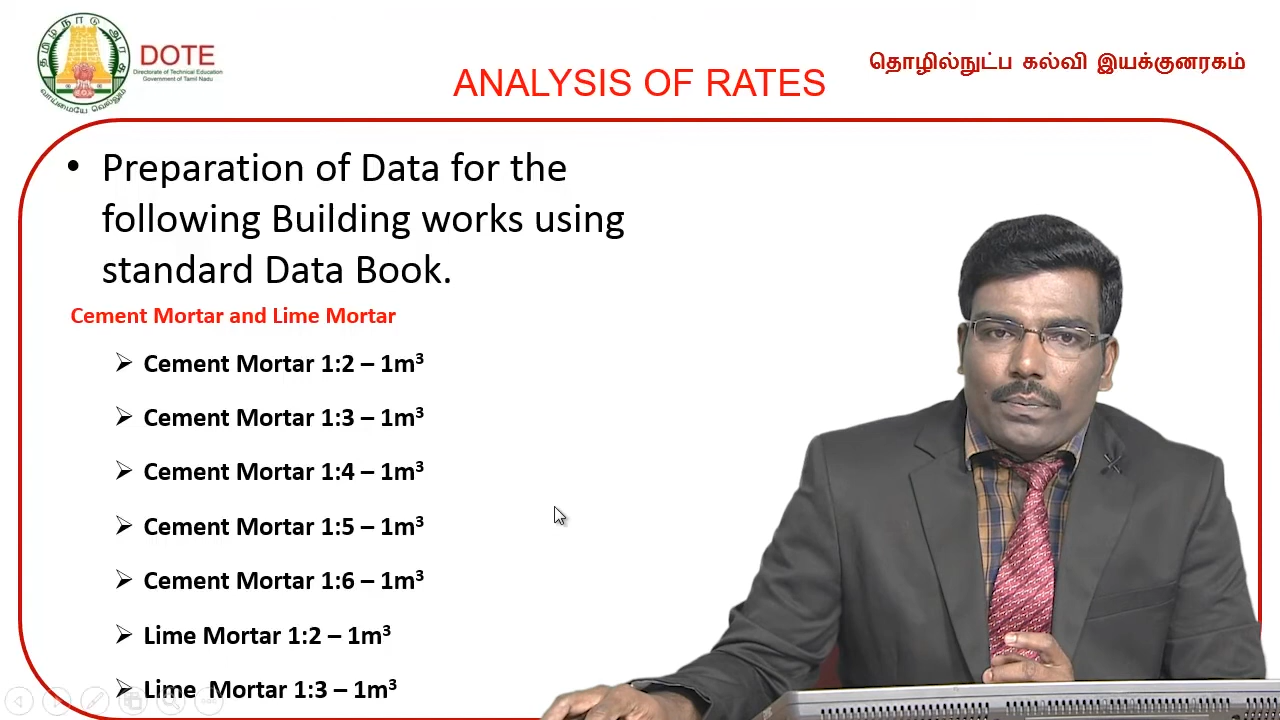 தமிழ்நாடு அரசு
வாய்மையே வெல்லும்
DOTE
Directorate of Technical Education
Government of Tamil Nadu
தொழில்நுட்ப கல்வி இயக்குனரகம்
ANALYSIS OF RATES
• Preparation of Data for the
following Building works using
standard Data Book.
Cement Mortar and Lime Mortar
➢ Cement Mortar 1:2 – 1m³
➢ Cement Mortar 1:3 – 1m³
➢ Cement Mortar 1:4 – 1m³
➢ Cement Mortar 1:5 – 1m³
➢ Cement Mortar 1:6 – 1m³
➢ Lime Mortar 1:2 – 1m³
➢ Lime Mortar 1:3 – 1m³